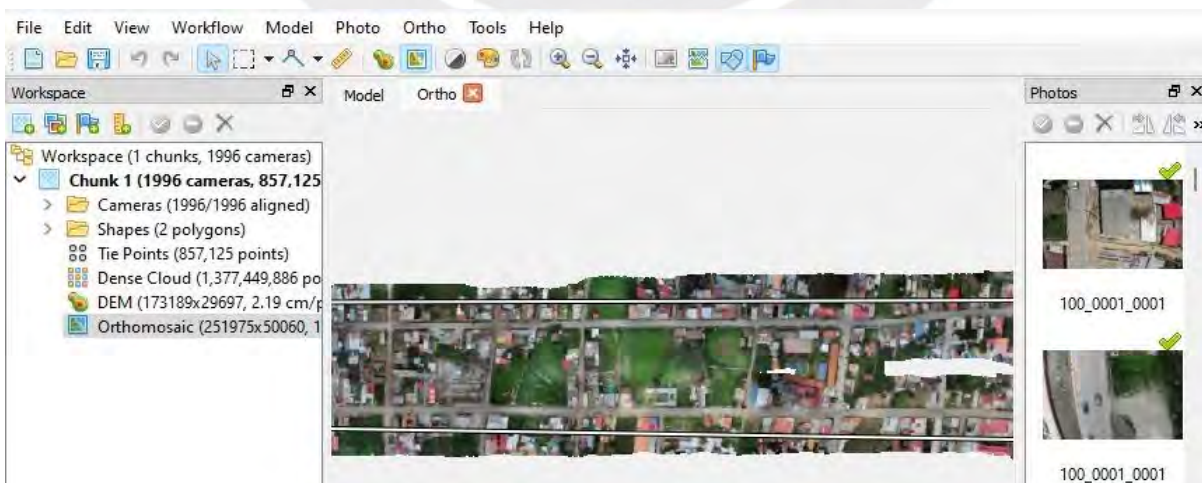 File Edit View Workflow Model Photo Ortho Tools Help
Workspace
Model Ortho
Photos
Workspace (1 chunks, 1996 cameras)
Chunk 1 (1996 cameras, 857,125
Cameras (1996/1996 aligned)
Shapes (2 polygons)
Tie Points (857,125 points)
Dense Cloud (1,377,449,886 po
DEM (173189x29697, 2.19 cm/p
Orthomosaic (251975x50060, 1
100_0001_0001
100_0001_0001